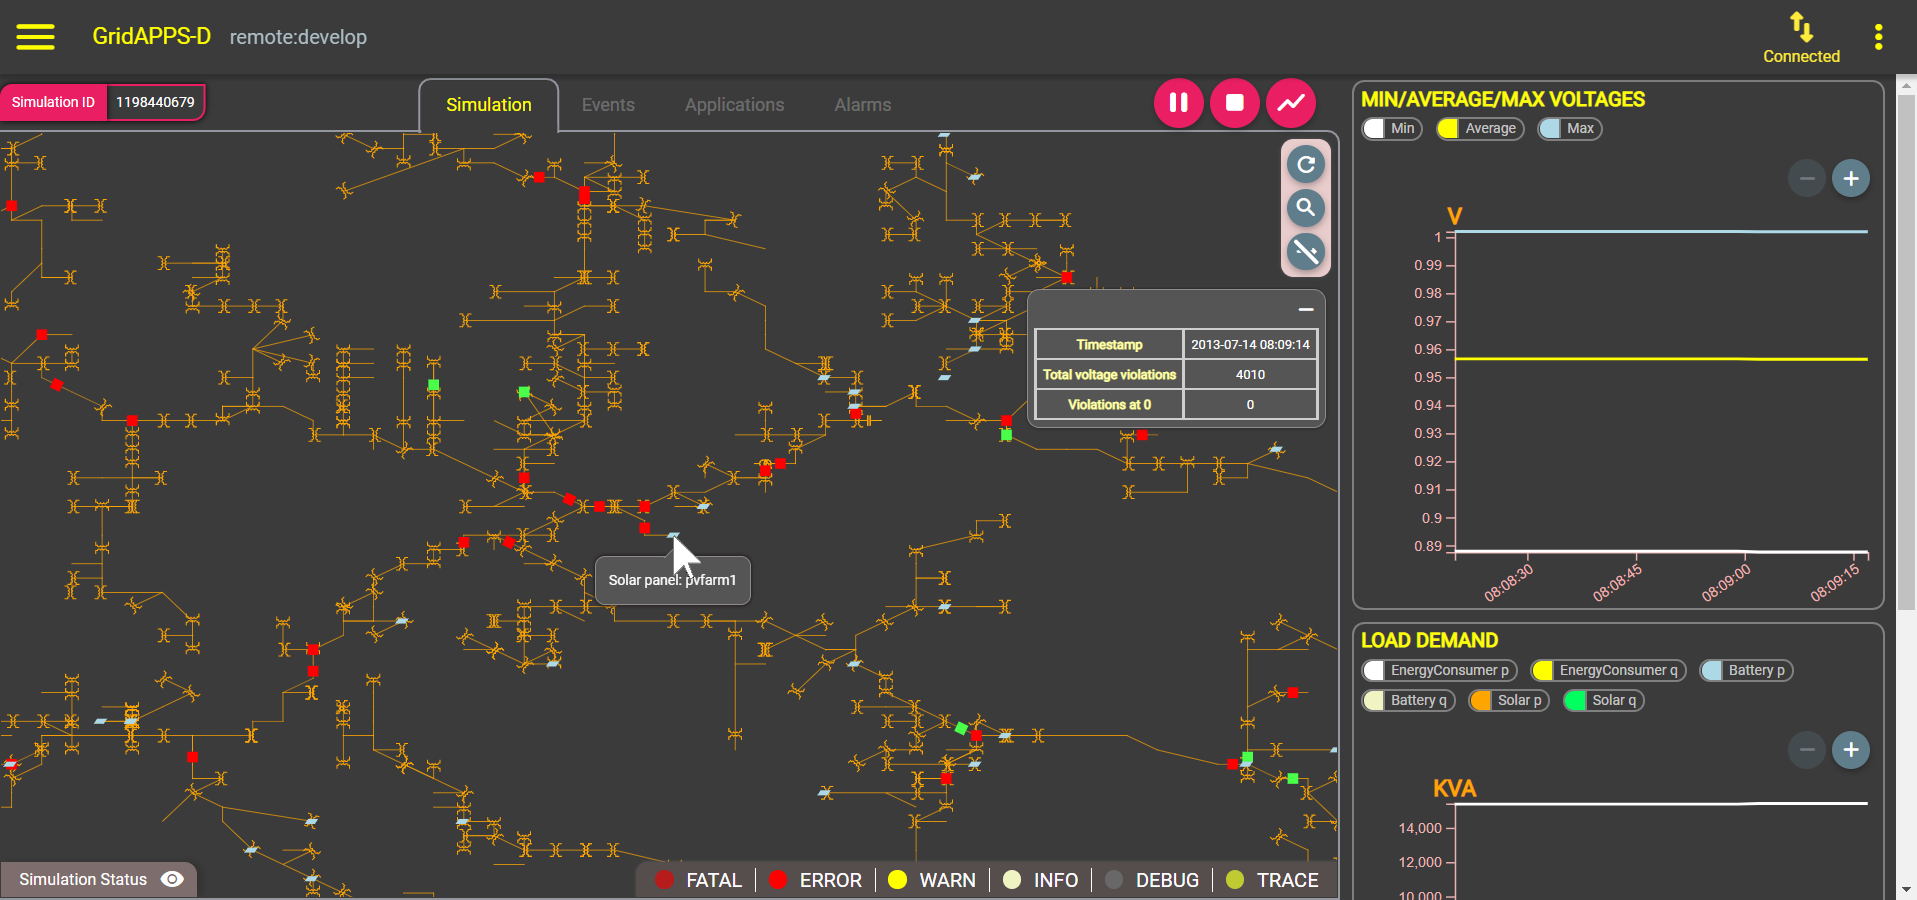 GridAPPS-D remote:develop
Connected
Simulation ID 1198440679
Simulation Events Applications Alarms
Timestamp 2013-07-14 08:09:14
Total voltage violations 4010
Violations at 0 0
Solar panel: pvfarm1
Simulation Status
FATAL ERROR WARN INFO DEBUG TRACE
MIN/AVERAGE/MAX VOLTAGES
Min Average Max
V
1
0.99
0.98
0.97
0.96
0.95
0.94
0.93
0.92
0.91
0.9
0.89
08:08:30 08:08:45 08:09:00 08:09:15
LOAD DEMAND
EnergyConsumer p EnergyConsumer q Battery p
Battery q Solar p Solar q
KVA
14,000
12,000
10,000